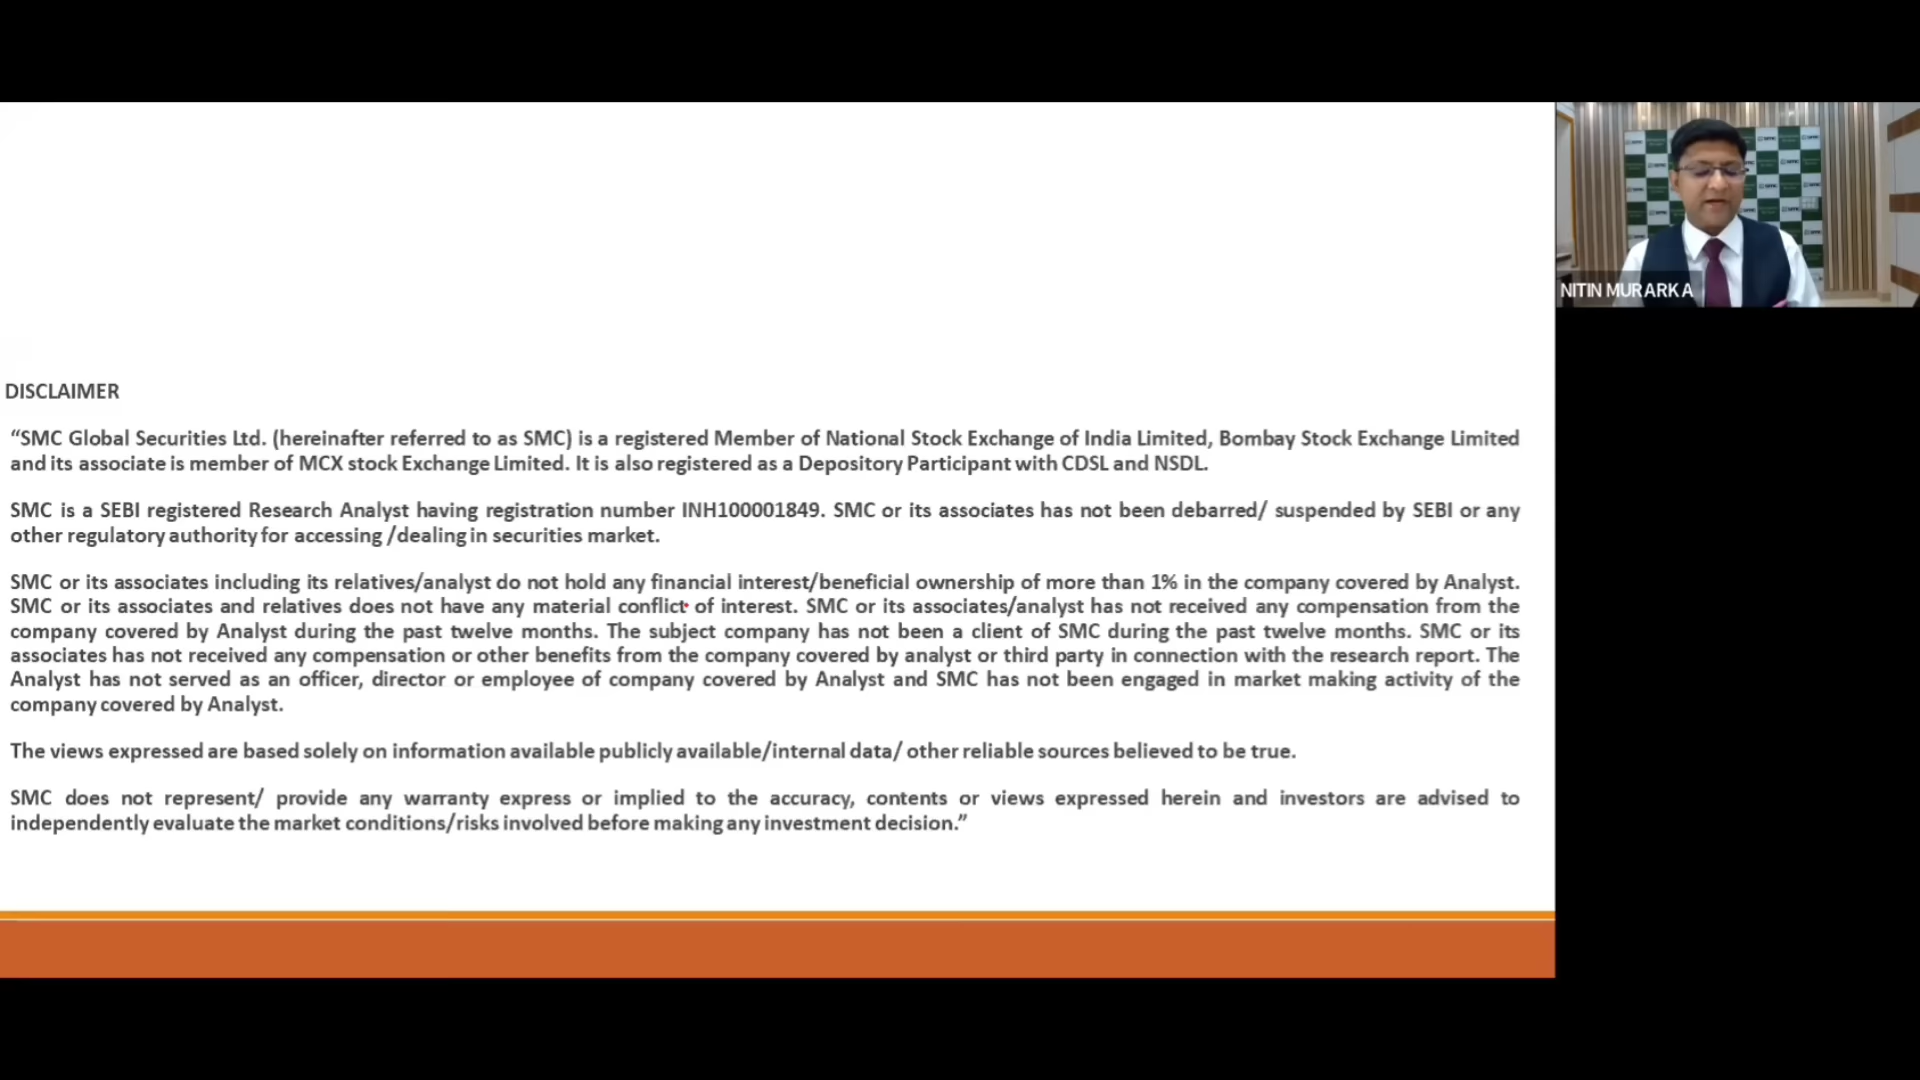 DISCLAIMER
“SMC Global Securities Ltd. (hereinafter referred to as SMC) is a registered Member of National Stock Exchange of India Limited, Bombay Stock Exchange Limited
and its associate is member of MCX stock Exchange Limited. It is also registered as a Depository Participant with CDSL and NSDL.
SMC is a SEBI registered Research Analyst having registration number INH100001849. SMC or its associates has not been debarred/ suspended by SEBI or any
other regulatory authority for accessing /dealing in securities market.
SMC or its associates including its relatives/analyst do not hold any financial interest/beneficial ownership of more than 1% in the company covered by Analyst.
SMC or its associates and relatives does not have any material conflict of interest. SMC or its associates/analyst has not received any compensation from the
company covered by Analyst during the past twelve months. The subject company has not been a client of SMC during the past twelve months. SMC or its
associates has not received any compensation or other benefits from the company covered by analyst or third party in connection with the research report. The
Analyst has not served as an officer, director or employee of company covered by Analyst and SMC has not been engaged in market making activity of the
company covered by Analyst.
The views expressed are based solely on information available publicly available/internal data/ other reliable sources believed to be true.
SMC does not represent/ provide any warranty express or implied to the accuracy, contents or views expressed herein and investors are advised to
independently evaluate the market conditions/risks involved before making any investment decision.”
NITIN MURARKA